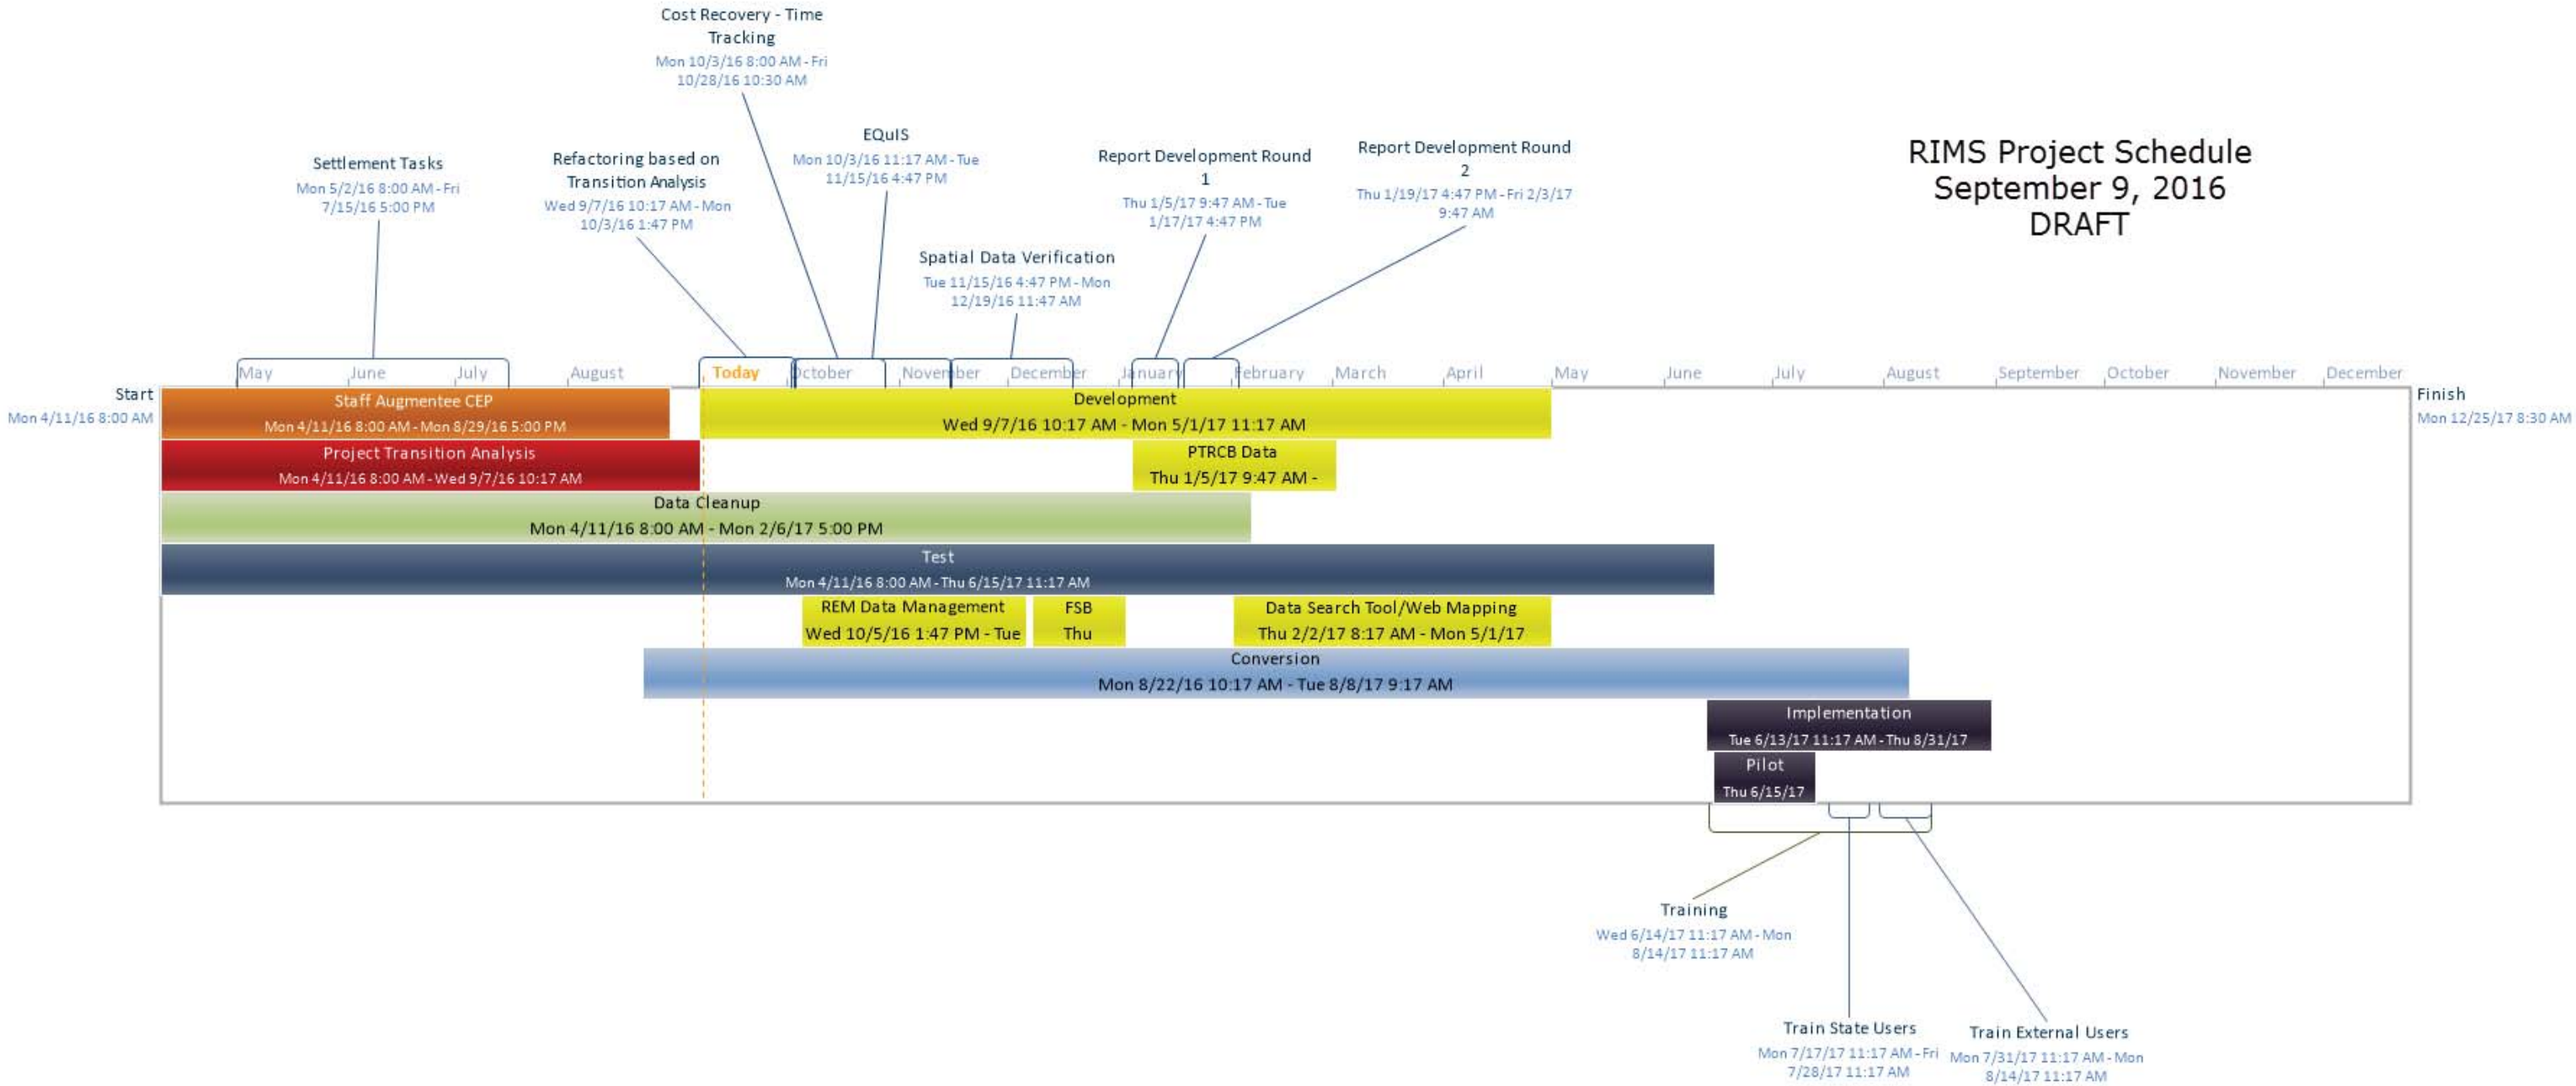 Cost Recovery - Time
Tracking
Mon 10/3/16 8:00 AM - Fri
10/28/16 10:30 AM
EQuIS
Mon 10/3/16 11:17 AM - Tue
11/15/16 4:47 PM
Settlement Tasks
Mon 5/2/16 8:00 AM - Fri
7/15/16 5:00 PM
Refactoring based on
Transition Analysis
Wed 9/7/16 10:17 AM - Mon
10/3/16 1:47 PM
Report Development Round
1
Thu 1/5/17 9:47 AM - Tue
1/17/17 4:47 PM
Report Development Round
2
Thu 1/19/17 4:47 PM - Fri 2/3/17
9:47 AM
RIMS Project Schedule
September 9, 2016
DRAFT
Spatial Data Verification
Tue 11/15/16 4:47 PM - Mon
12/19/16 11:47 AM
May June July August Today October November December January February March April May June July August September October November December
Start
Mon 4/11/16 8:00 AM
Finish
Mon 12/25/17 8:30 AM
Staff Augmentee CEP
Mon 4/11/16 8:00 AM - Mon 8/29/16 5:00 PM
Development
Wed 9/7/16 10:17 AM - Mon 5/1/17 11:17 AM
Project Transition Analysis
Mon 4/11/16 8:00 AM - Wed 9/7/16 10:17 AM
PTRCB Data
Thu 1/5/17 9:47 AM -
Data Cleanup
Mon 4/11/16 8:00 AM - Mon 2/6/17 5:00 PM
Test
Mon 4/11/16 8:00 AM - Thu 6/15/17 11:17 AM
REM Data Management
Wed 10/5/16 1:47 PM - Tue
FSB
Thu
Data Search Tool/Web Mapping
Thu 2/2/17 8:17 AM - Mon 5/1/17
Conversion
Mon 8/22/16 10:17 AM - Tue 8/8/17 9:17 AM
Implementation
Tue 6/13/17 11:17 AM - Thu 8/31/17
Pilot
Thu 6/15/17
Training
Wed 6/14/17 11:17 AM - Mon
8/14/17 11:17 AM
Train State Users
Mon 7/17/17 11:17 AM - Fri
7/28/17 11:17 AM
Train External Users
Mon 7/31/17 11:17 AM - Mon
8/14/17 11:17 AM